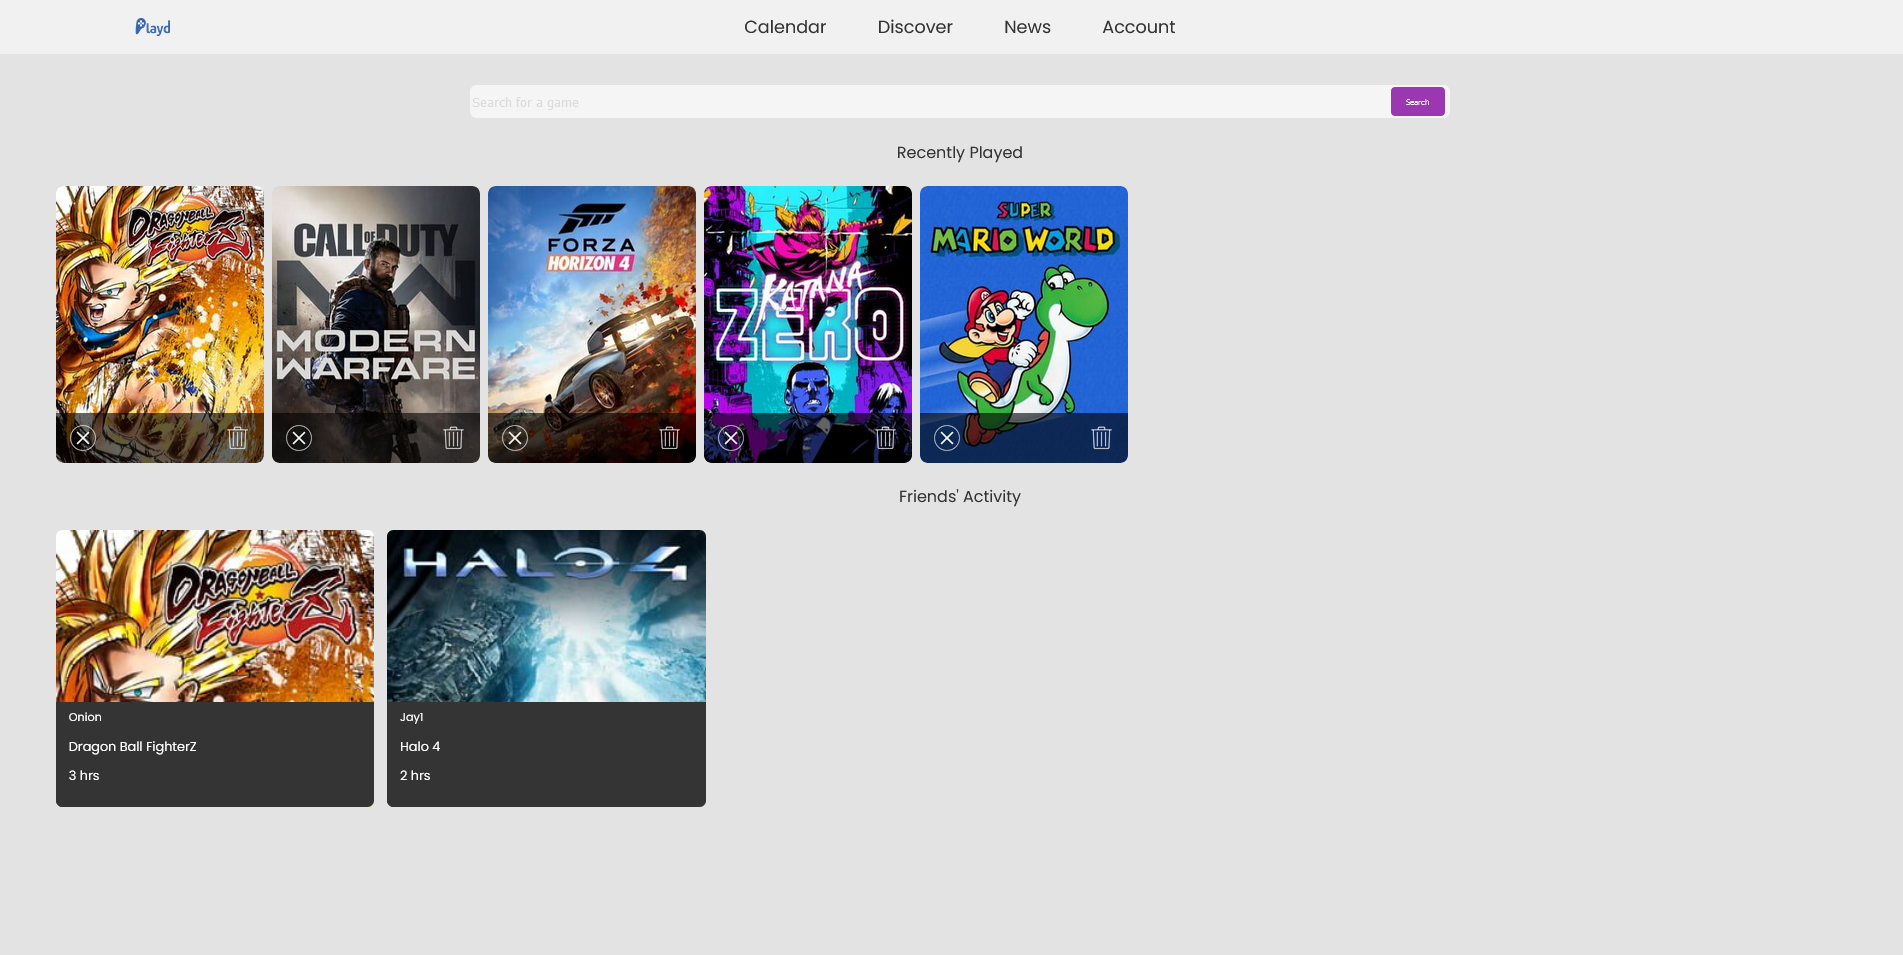 Playd
Calendar
Discover
News
Account
Search for a game
Search
Recently Played
DRAGONBALL
FighterZ
CALL OF DUTY
MW
MODERN
WARFARE
FORZA
HORIZON 4
KATANA
ZERO
SUPER
MARIO WORLD
Friends' Activity
DRAGONBALL
FighterZ
HALO 4
Onion
Dragon Ball FighterZ
3 hrs
Jay1
Halo 4
2 hrs